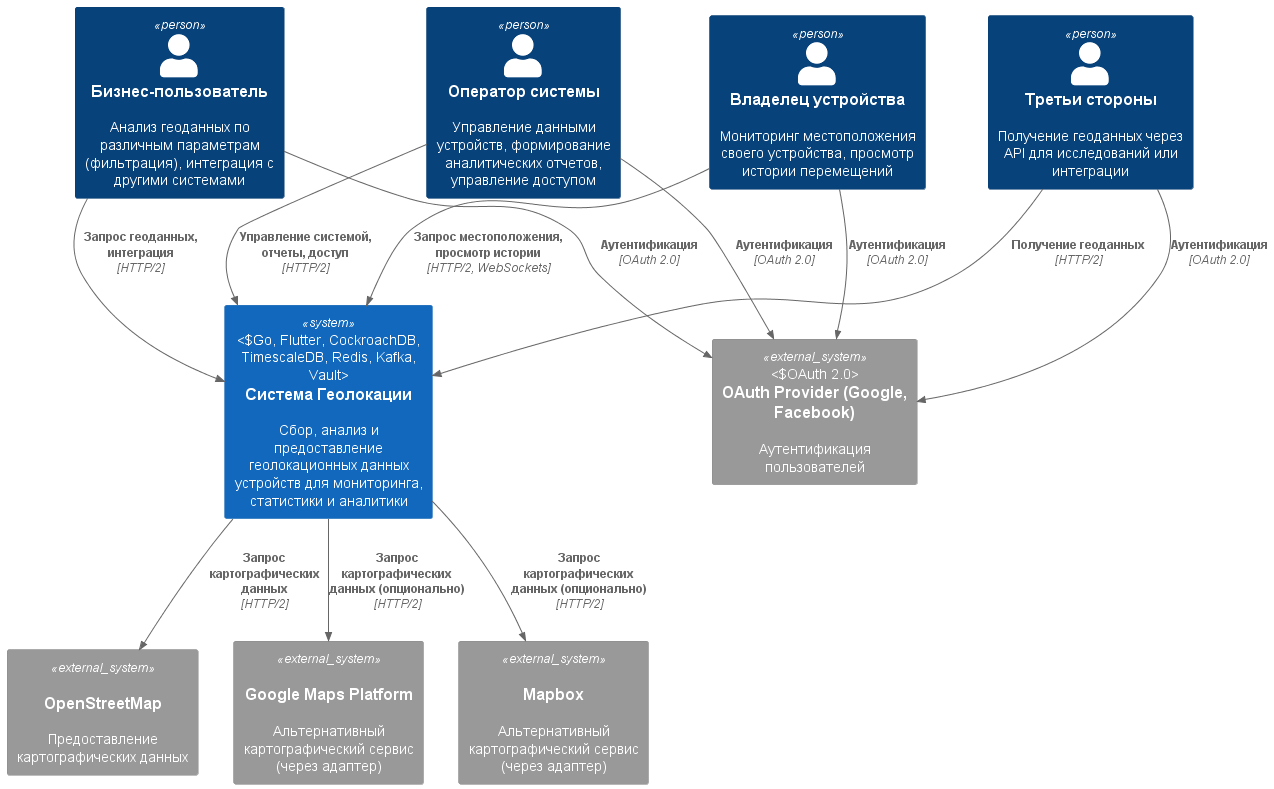 «person»
Бизнес-пользователь
Анализ геоданных по
различным параметрам
(фильтрация), интеграция с
другими системами
«person»
Оператор системы
Управление данными
устройств, формирование
аналитических отчетов,
управление доступом
«person»
Владелец устройства
Мониторинг местоположения
своего устройства, просмотр
истории перемещений
«person»
Третьи стороны
Получение геоданных через
API для исследований или
интеграции
Запрос геоданных,
интеграция
[HTTP/2]
Управление системой,
отчеты, доступ
[HTTP/2]
Запрос местоположения,
просмотр истории
[HTTP/2, WebSockets]
Аутентификация
[OAuth 2.0]
Аутентификация
[OAuth 2.0]
Аутентификация
[OAuth 2.0]
Получение геоданных
[HTTP/2]
Аутентификация
[OAuth 2.0]
«system»
<$Go, Flutter, CockroachDB,
TimescaleDB, Redis, Kafka,
Vault>
Система Геолокации
Сбор, анализ и
предоставление
геолокационных данных
устройств для мониторинга,
статистики и аналитики
«external_system»
<$OAuth 2.0>
OAuth Provider (Google,
Facebook)
Аутентификация
пользователей
Запрос
картографических
данных
[HTTP/2]
Запрос
картографических
данных (опционально)
[HTTP/2]
Запрос
картографических
данных (опционально)
[HTTP/2]
«external_system»
OpenStreetMap
Предоставление
картографических данных
«external_system»
Google Maps Platform
Альтернативный
картографический сервис
(через адаптер)
«external_system»
Mapbox
Альтернативный
картографический сервис
(через адаптер)